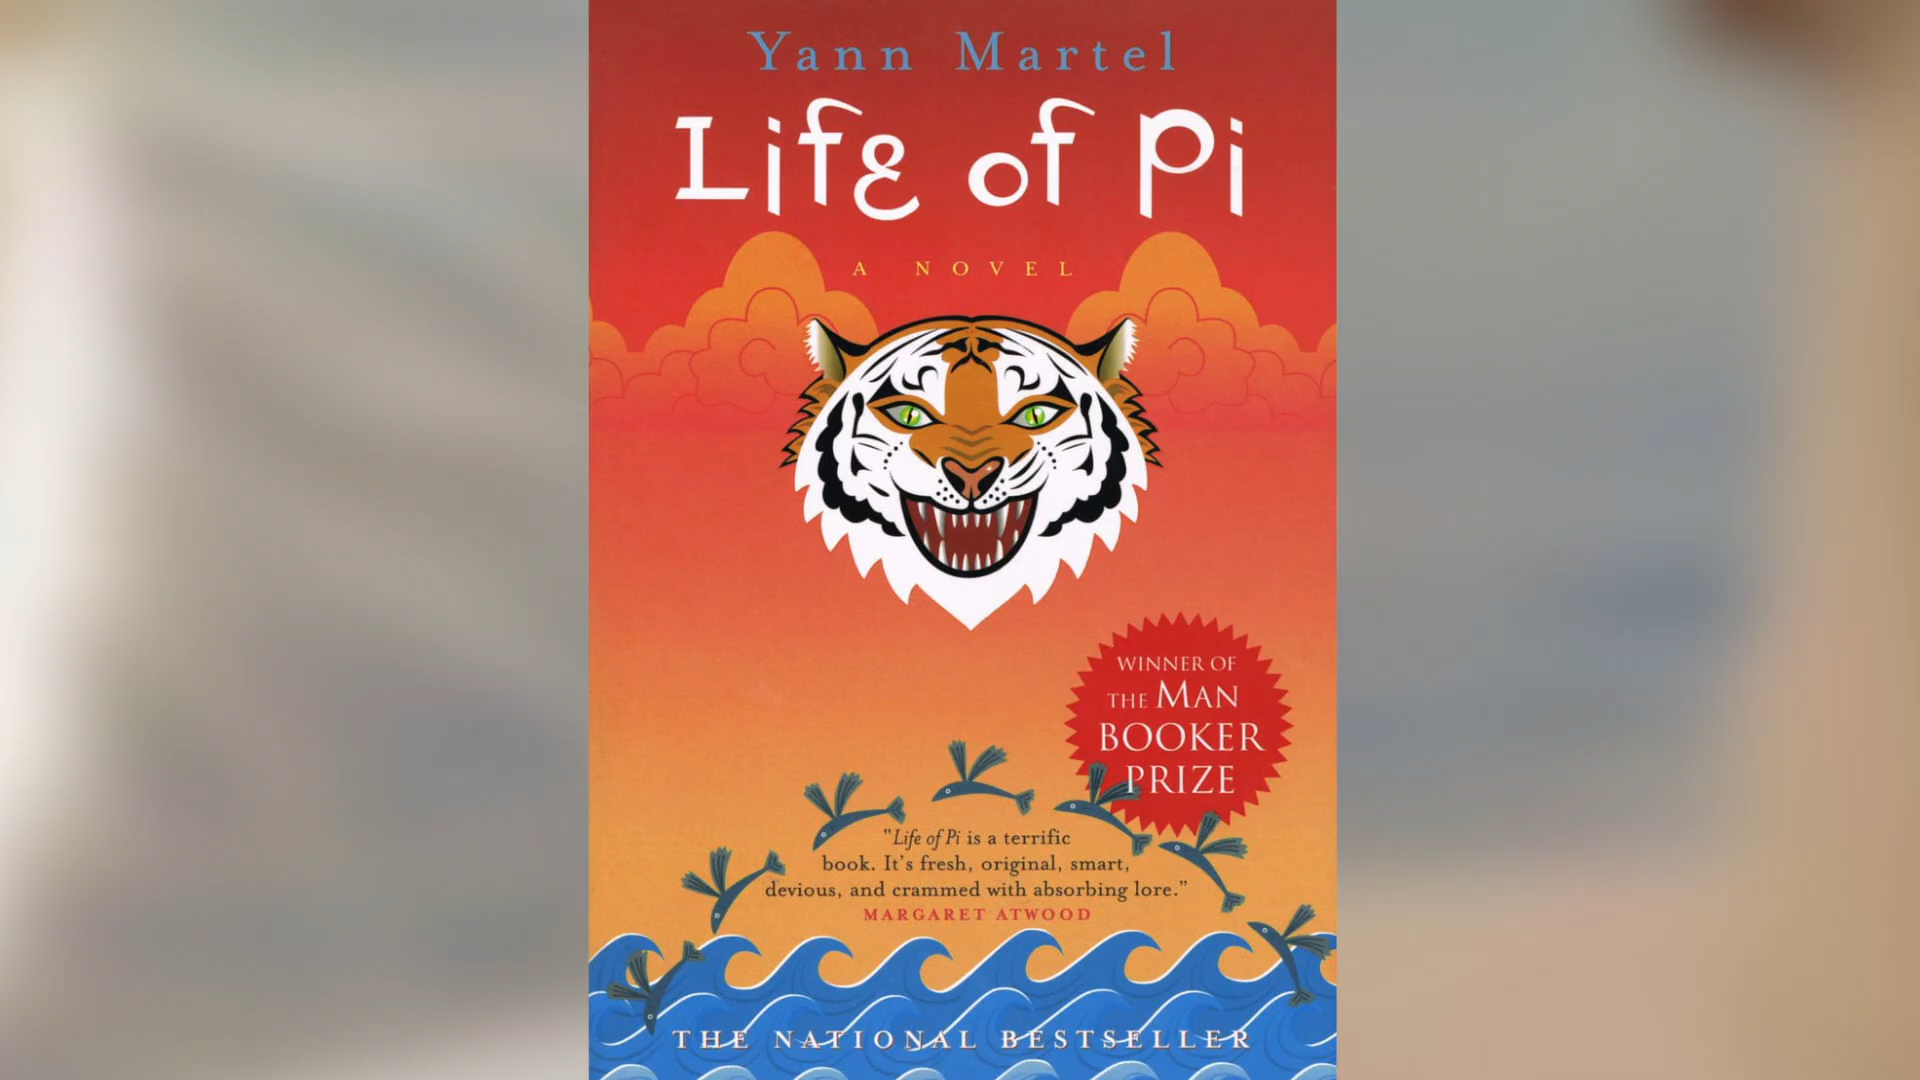 Yann Martel
Life of Pi
A NOVEL
WINNER OF
THE MAN
BOOKER
PRIZE
"Life of Pi is a terrific
book. It's fresh, original, smart,
devious, and crammed with absorbing lore."
MARGARET ATWOOD
THE NATIONAL BESTSELLER